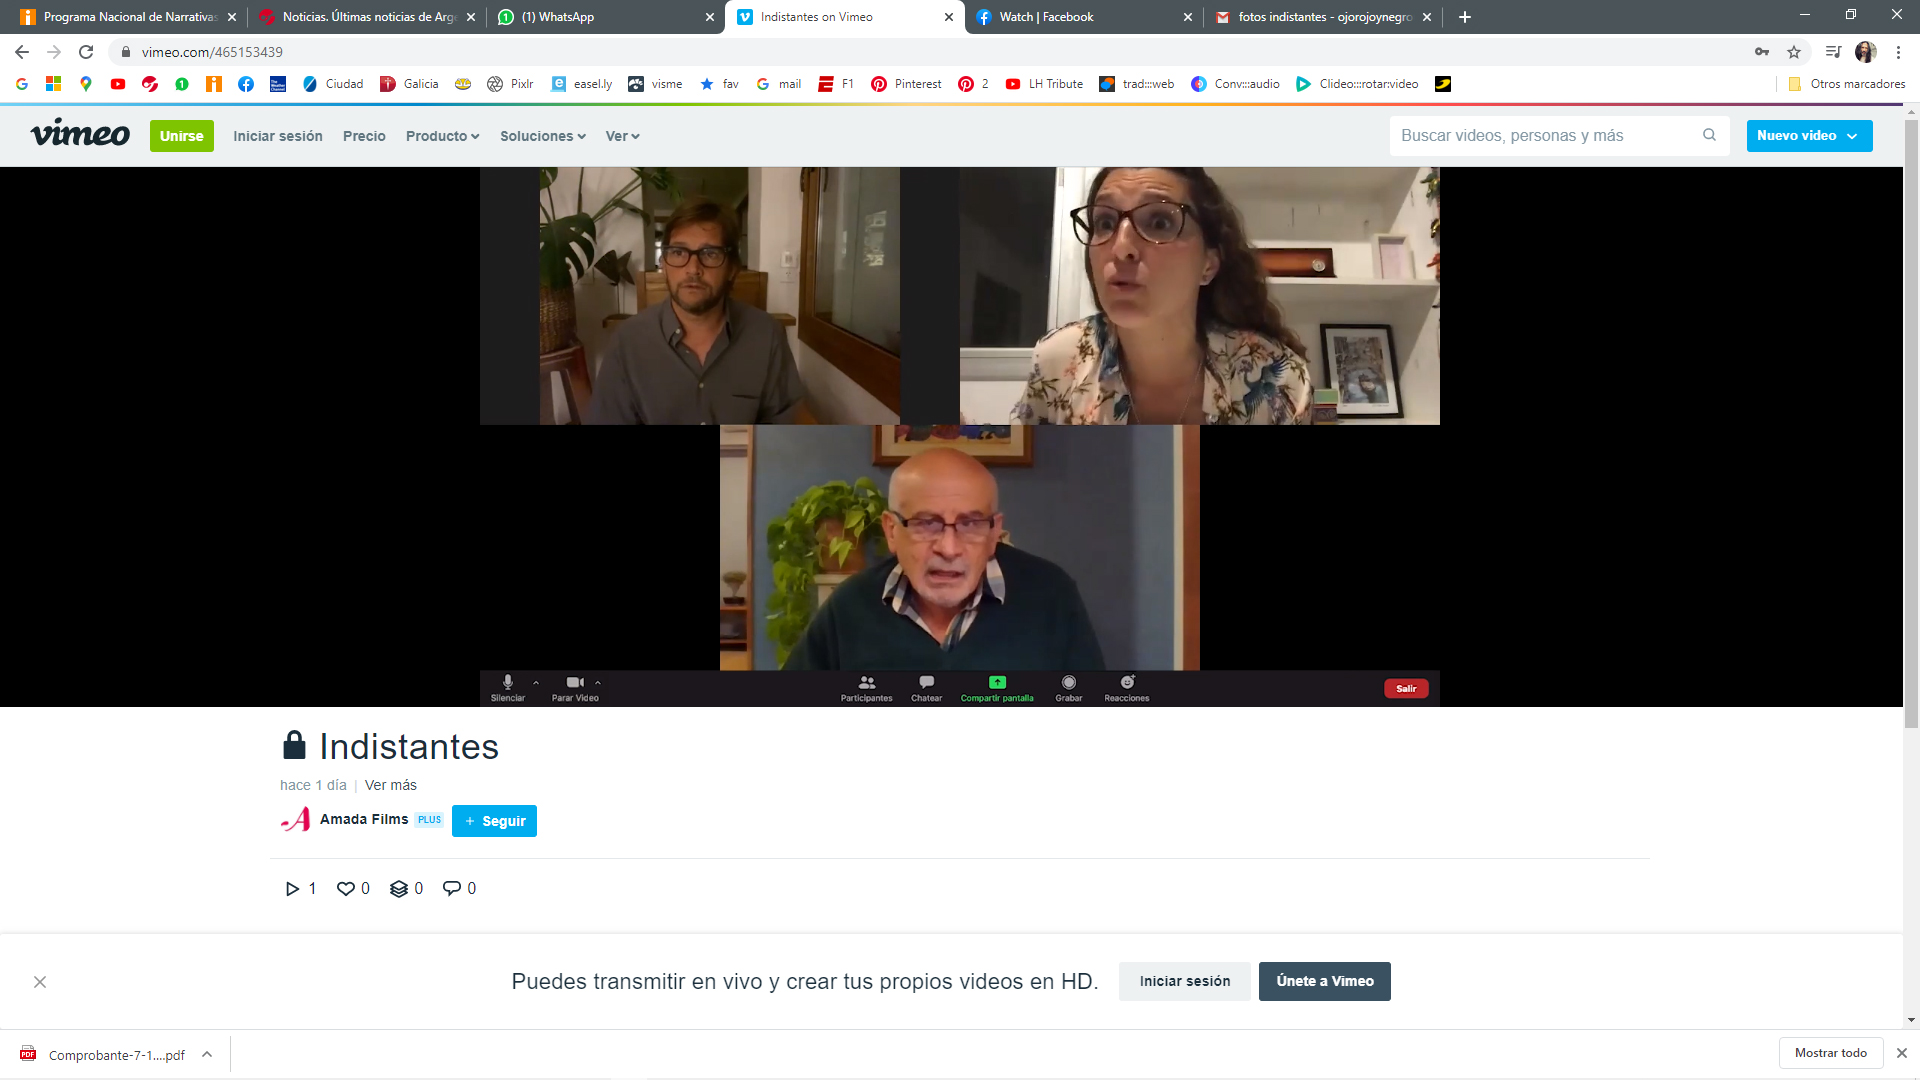 Programa Nacional de Narrativas
Noticias. Últimas noticias de Arge
(1) WhatsApp
Indistantes on Vimeo
Watch | Facebook
fotos indistantes - ojorojoynegro
vimeo.com/465153439
Ciudad
Galicia
Pixlr
easel.ly
visme
fav
mail
F1
Pinterest
2
LH Tribute
trad:::web
Conv:::audio
Clideo:::rotar:video
Otros marcadores
vimeo
Unirse
Iniciar sesión
Precio
Producto
Soluciones
Ver
Buscar videos, personas y más
Nuevo video
Silenciar
Parar Video
Participantes
Chatear
Compartir pantalla
Grabar
Reacciones
Salir
Indistantes
hace 1 día | Ver más
Amada Films PLUS
+ Seguir
1
0
0
0
Puedes transmitir en vivo y crear tus propios videos en HD.
Iniciar sesión
Únete a Vimeo
PDF
Comprobante-7-1....pdf
Mostrar todo